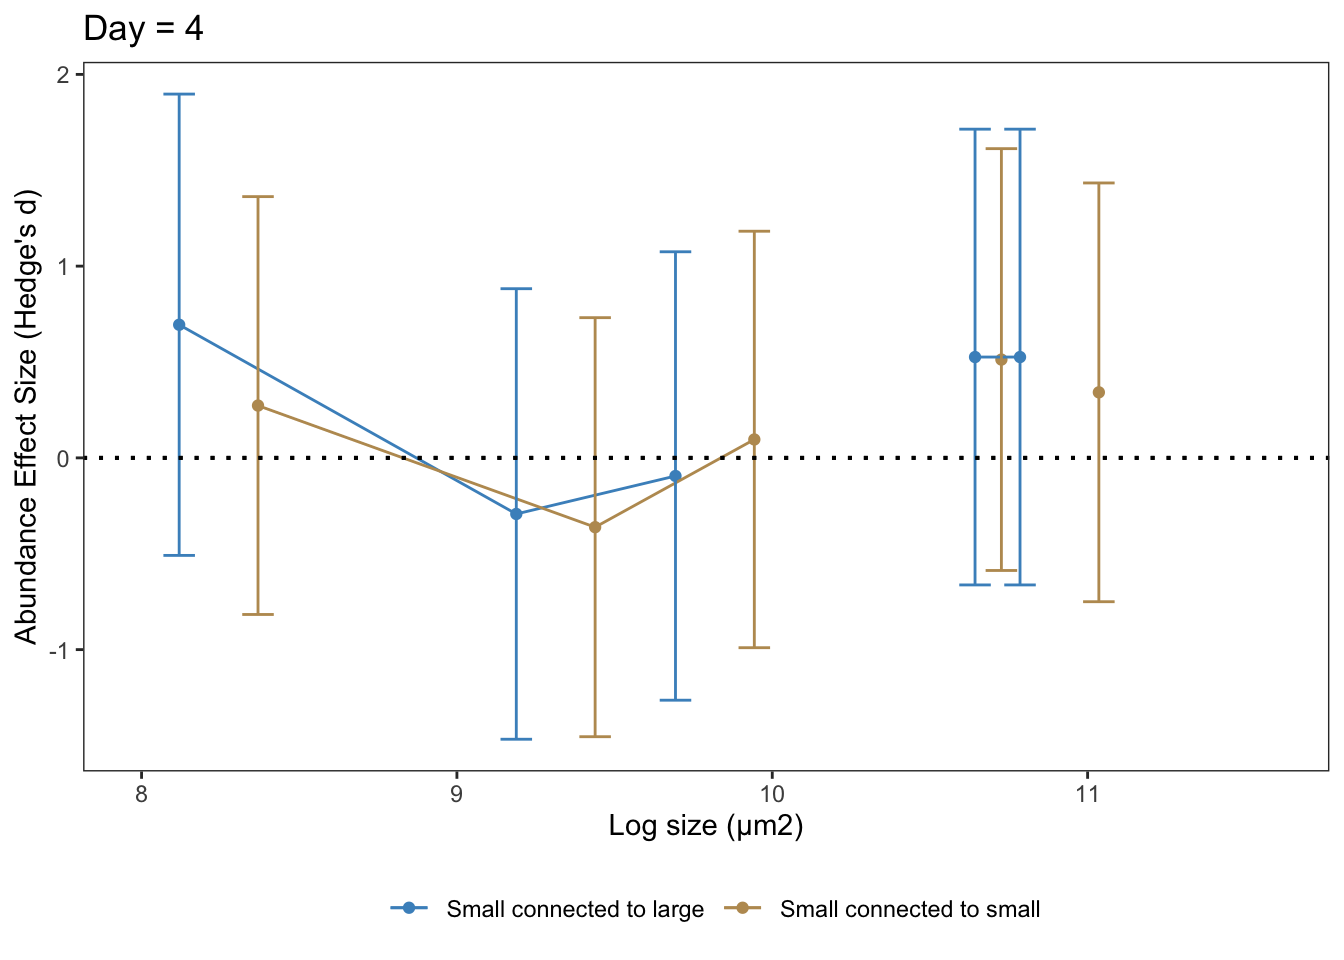 Day = 4
Abundance Effect Size (Hedge's d)
2
1
0
-1
8 9 10 11
Log size (μm2)
Small connected to large Small connected to small